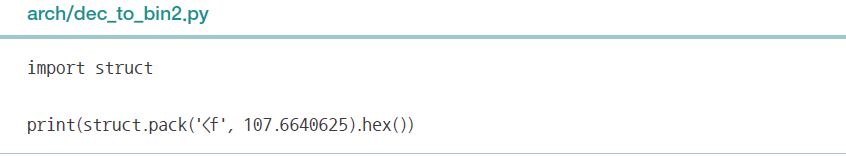 arch/dec_to_bin2.py
import struct
print(struct.pack('<f', 107.6640625).hex())